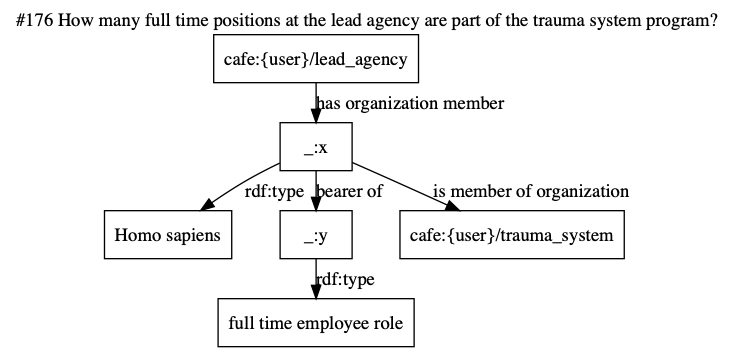 #176 How many full time positions at the lead agency are part of the trauma system program?
cafe:{user}/lead_agency
has organization member
_:x
rdf:type bearer of is member of organization
Homo sapiens _:y cafe:{user}/trauma_system
rdf:type
full time employee role